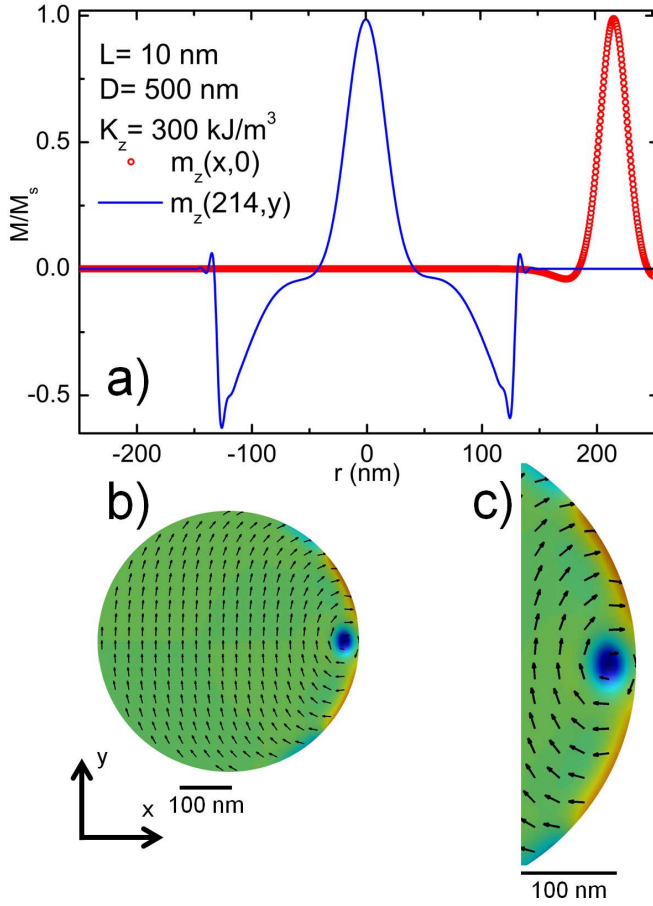 1.0
0.5
0.0
-0.5
M/Mₛ
L= 10 nm
D= 500 nm
K_z= 300 kJ/m³
m_z(x,0)
m_z(214,y)
a)
-200 -100 0 100 200
r (nm)
b)
c)
y
x
100 nm
100 nm